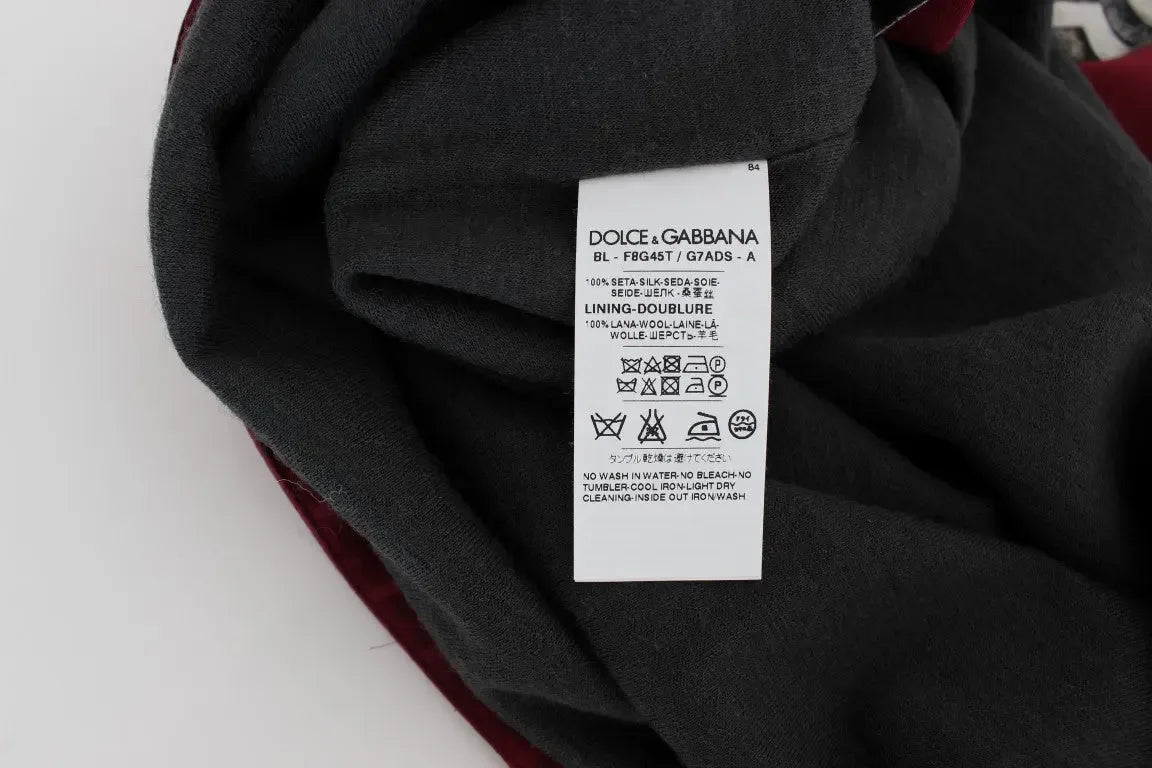 84
DOLCE & GABBANA
BL - F8G45T / G7ADS - A
100% SETA-SILK-SEDA-SOIE-
SEIDE-ШЕЛК-桑蚕丝
LINING-DOUBLURE
100% LANA-WOOL-LAINE-LÃ-
WOLLE-ШЕРСТЬ-羊毛
P
P
ドライ
タンブル乾燥は避けてください
NO WASH IN WATER-NO BLEACH-NO
TUMBLER-COOL IRON-LIGHT DRY
CLEANING-INSIDE OUT IRON/WASH